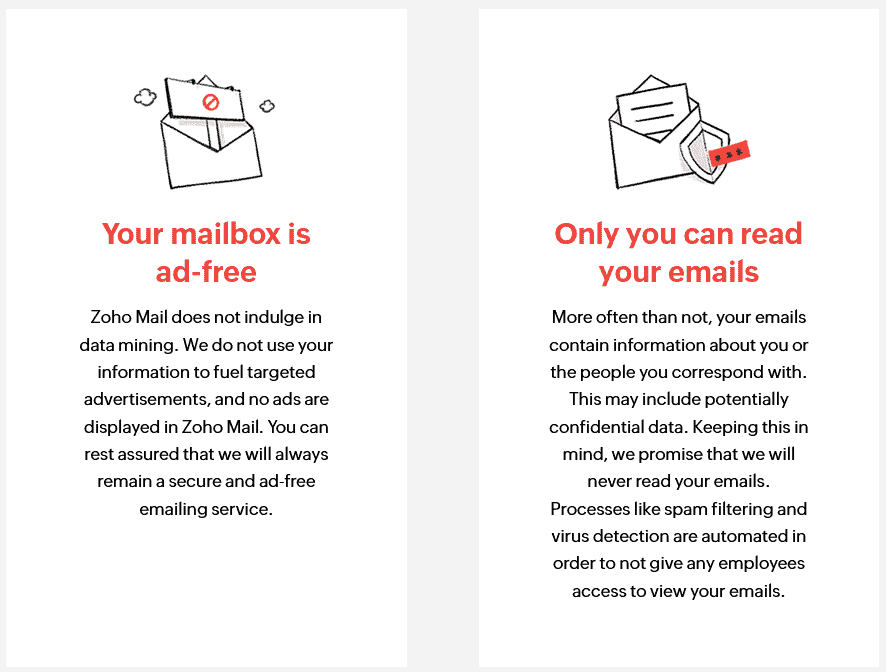 Your mailbox is
ad-free
Zoho Mail does not indulge in
data mining. We do not use your
information to fuel targeted
advertisements, and no ads are
displayed in Zoho Mail. You can
rest assured that we will always
remain a secure and ad-free
emailing service.
***
Only you can read
your emails
More often than not, your emails
contain information about you or
the people you correspond with.
This may include potentially
confidential data. Keeping this in
mind, we promise that we will
never read your emails.
Processes like spam filtering and
virus detection are automated in
order to not give any employees
access to view your emails.